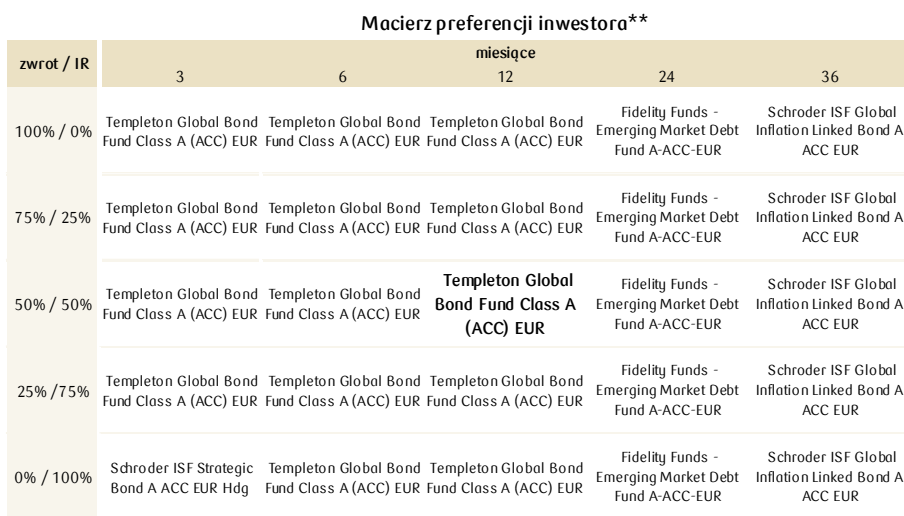 Macierz preferencji inwestora**
zwrot / IR
miesiące
3 6 12 24 36
100% / 0%
Templeton Global Bond
Fund Class A (ACC) EUR
Templeton Global Bond
Fund Class A (ACC) EUR
Templeton Global Bond
Fund Class A (ACC) EUR
Fidelity Funds -
Emerging Market Debt
Fund A-ACC-EUR
Schroder ISF Global
Inflation Linked Bond A
ACC EUR
75% / 25%
Templeton Global Bond
Fund Class A (ACC) EUR
Templeton Global Bond
Fund Class A (ACC) EUR
Templeton Global Bond
Fund Class A (ACC) EUR
Fidelity Funds -
Emerging Market Debt
Fund A-ACC-EUR
Schroder ISF Global
Inflation Linked Bond A
ACC EUR
50% / 50%
Templeton Global Bond
Fund Class A (ACC) EUR
Templeton Global Bond
Fund Class A (ACC) EUR
Templeton Global
Bond Fund Class A
(ACC) EUR
Fidelity Funds -
Emerging Market Debt
Fund A-ACC-EUR
Schroder ISF Global
Inflation Linked Bond A
ACC EUR
25% /75%
Templeton Global Bond
Fund Class A (ACC) EUR
Templeton Global Bond
Fund Class A (ACC) EUR
Templeton Global Bond
Fund Class A (ACC) EUR
Fidelity Funds -
Emerging Market Debt
Fund A-ACC-EUR
Schroder ISF Global
Inflation Linked Bond A
ACC EUR
0% / 100%
Schroder ISF Strategic
Bond A ACC EUR Hdg
Templeton Global Bond
Fund Class A (ACC) EUR
Templeton Global Bond
Fund Class A (ACC) EUR
Fidelity Funds -
Emerging Market Debt
Fund A-ACC-EUR
Schroder ISF Global
Inflation Linked Bond A
ACC EUR